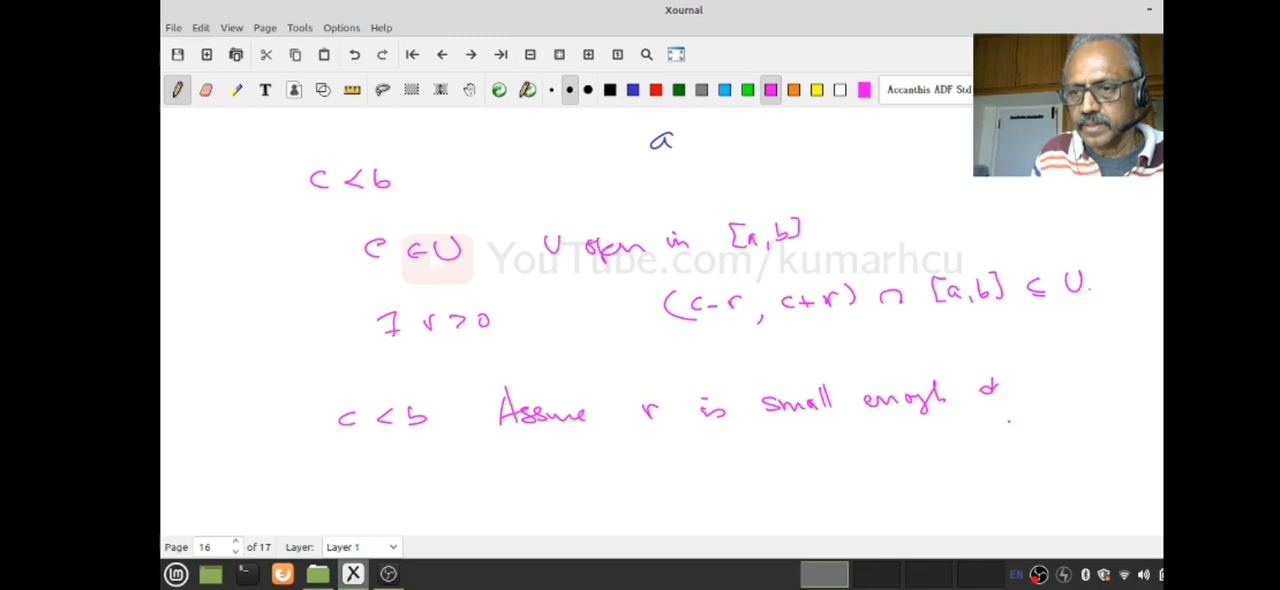 Xournal
File Edit View Page Tools Options Help
Accanthis ADF Std
a
c < b
c ∈ U U open in [a, b]
YouTube.com/kumarhcu
∃ r > 0 (c - r, c + r) ∩ [a, b] ⊆ U.
c < b Assume r is small enough
Page 16 of 17 Layer: Layer 1
EN